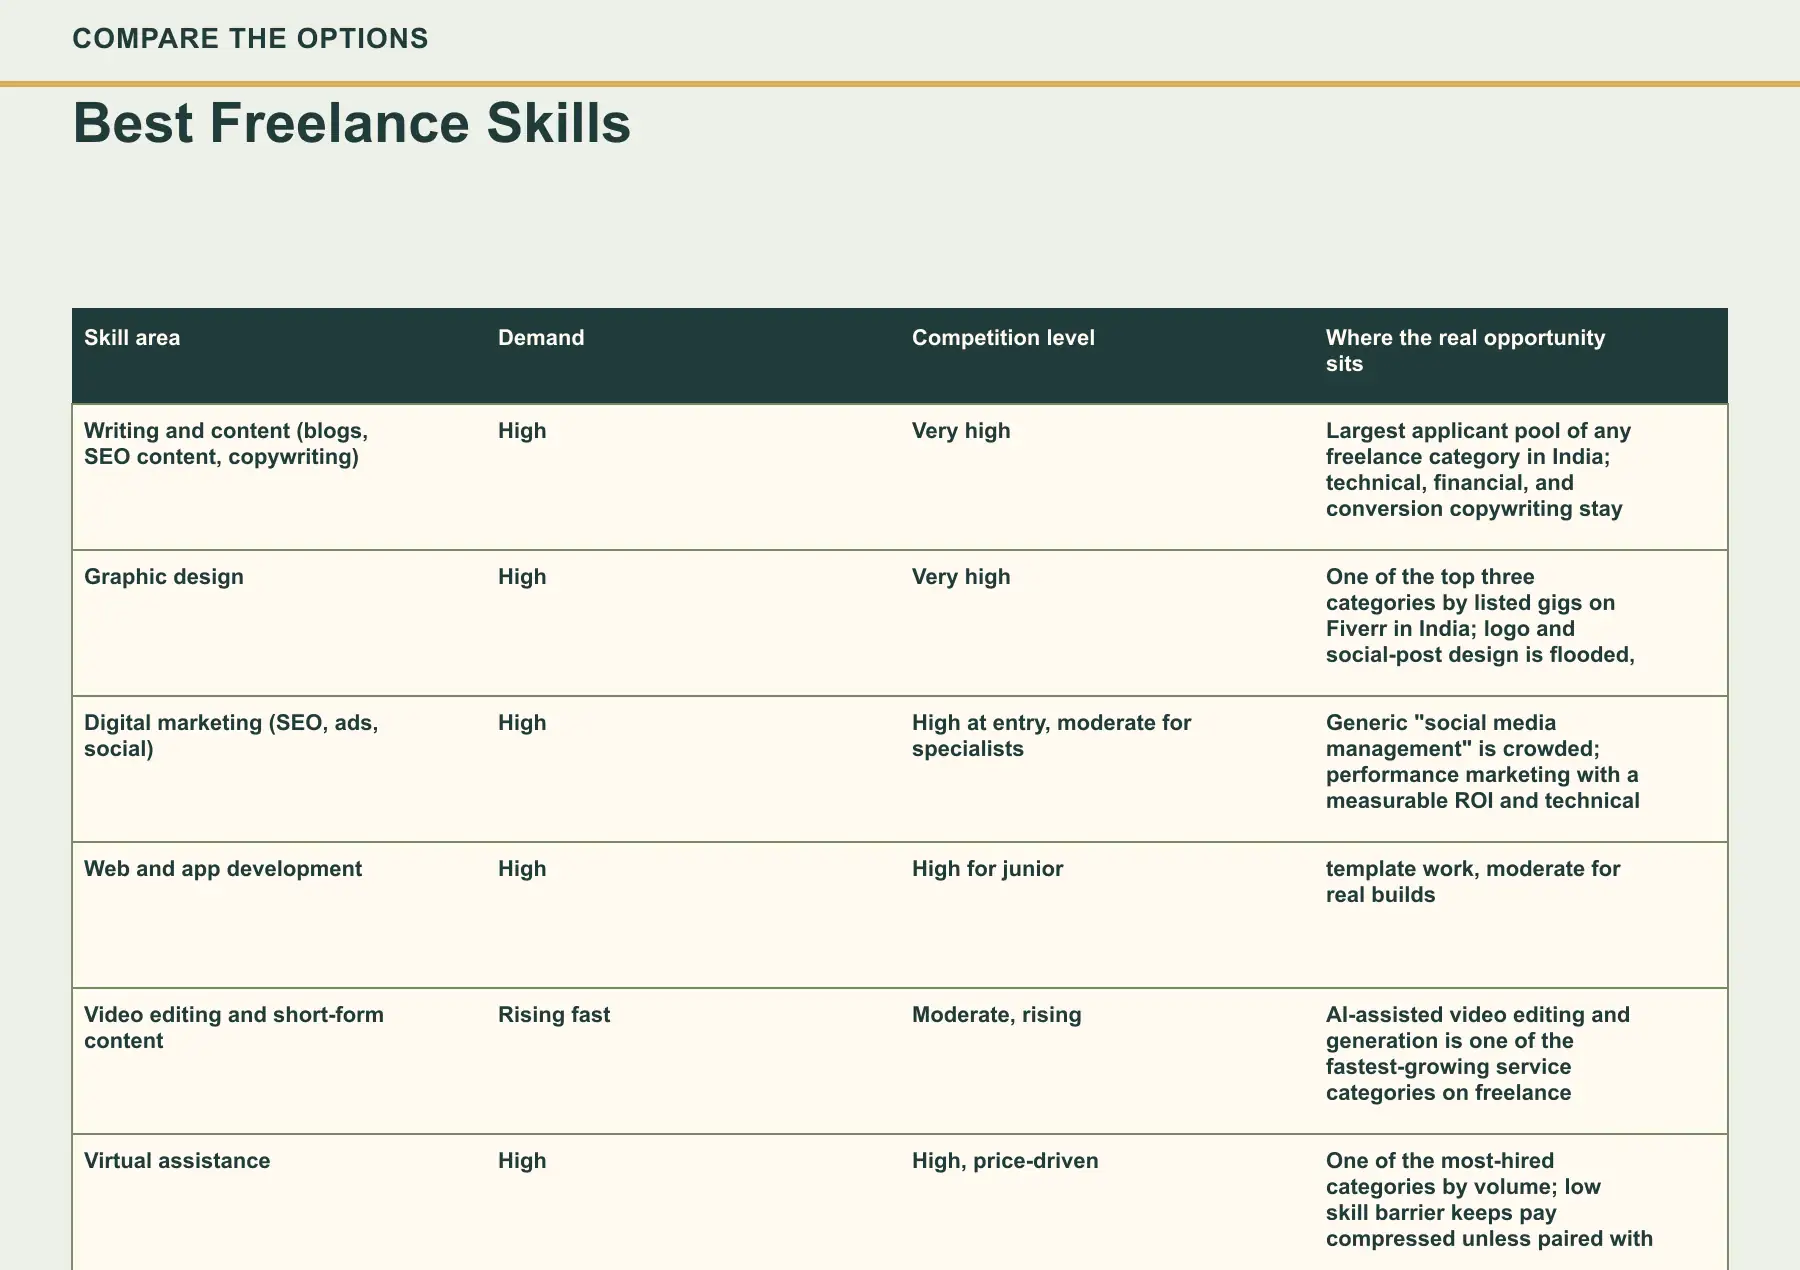 COMPARE THE OPTIONS
Best Freelance Skills
Skill area
Demand
Competition level
Where the real opportunity
sits
Writing and content (blogs,
SEO content, copywriting)
High
Very high
Largest applicant pool of any
freelance category in India;
technical, financial, and
conversion copywriting stay
Graphic design
High
Very high
One of the top three
categories by listed gigs on
Fiverr in India; logo and
social-post design is flooded,
Digital marketing (SEO, ads,
social)
High
High at entry, moderate for
specialists
Generic "social media
management" is crowded;
performance marketing with a
measurable ROI and technical
Web and app development
High
High for junior
template work, moderate for
real builds
Video editing and short-form
content
Rising fast
Moderate, rising
AI-assisted video editing and
generation is one of the
fastest-growing service
categories on freelance
Virtual assistance
High
High, price-driven
One of the most-hired
categories by volume; low
skill barrier keeps pay
compressed unless paired with